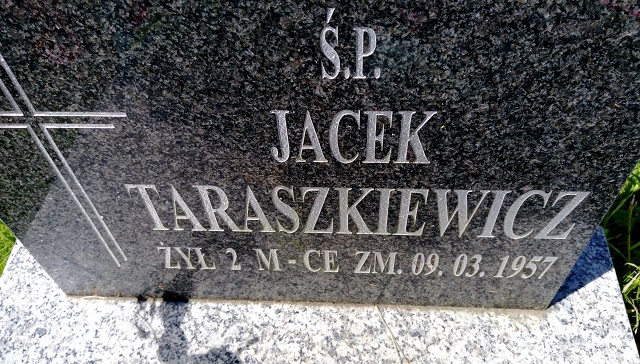 Ś.P.
JACEK
TARASZKIEWICZ
ŻYŁ 2 M-CE ZM. 09. 03. 1957